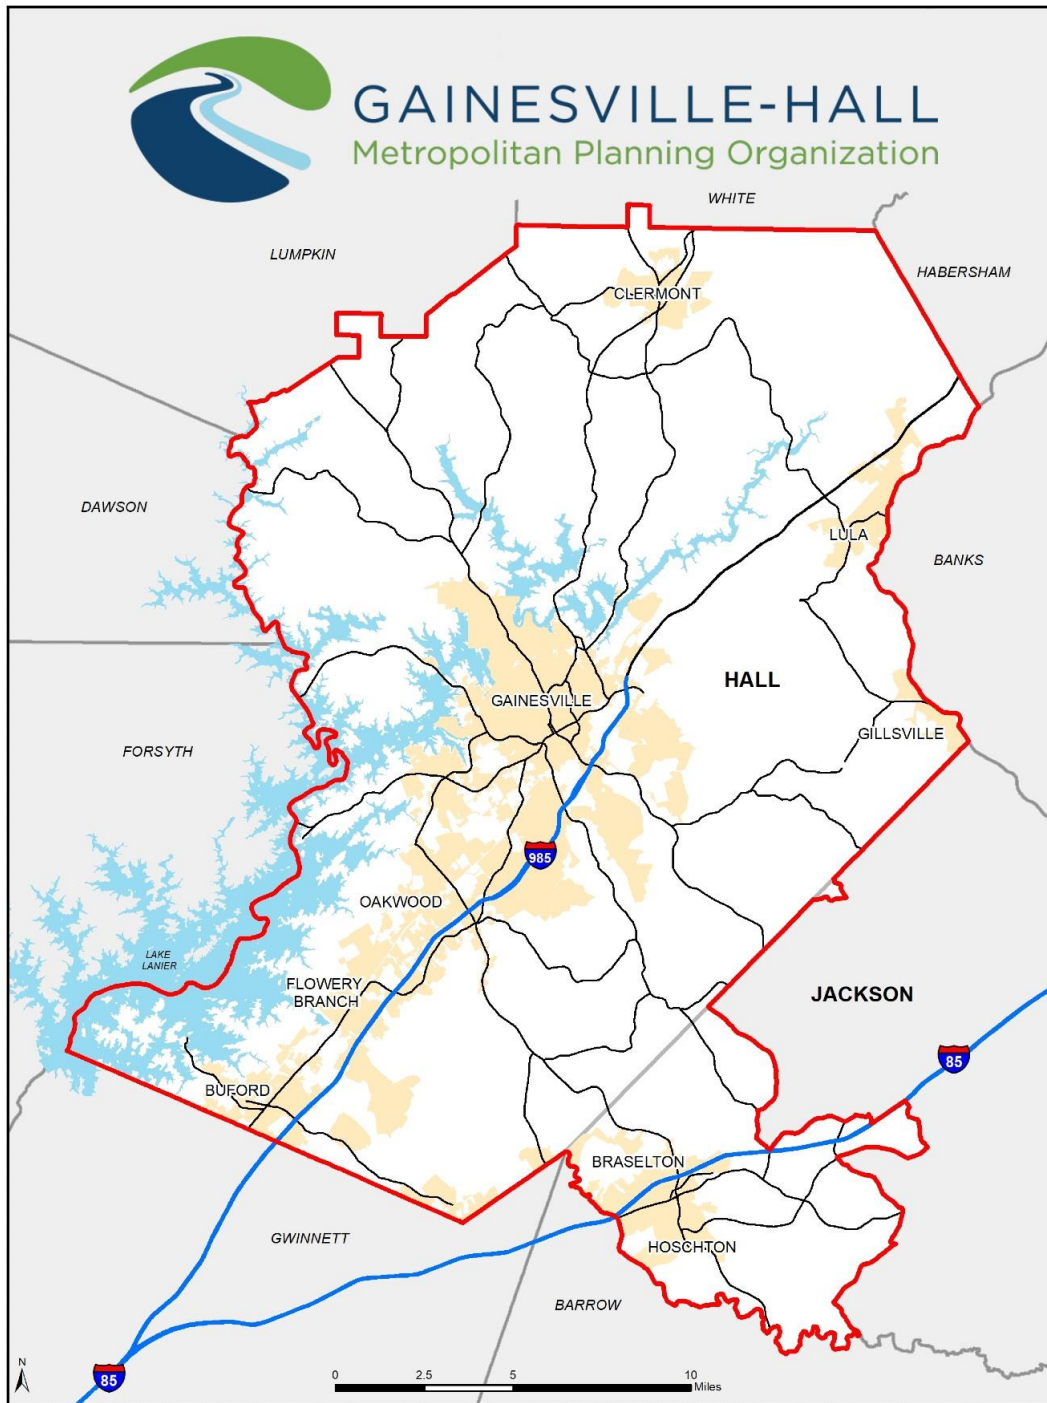 GAINESVILLE-HALL
Metropolitan Planning Organization
WHITE
LUMPKIN
HABERSHAM
CLERMONT
DAWSON
LULA
BANKS
HALL
GAINESVILLE
GILLSVILLE
FORSYTH
985
OAKWOOD
LAKE
LANIER
FLOWERY
BRANCH
JACKSON
85
BUFORD
BRASELTON
GWINNETT
HOSCHTON
BARROW
N
85
0 2.5 5 10
Miles